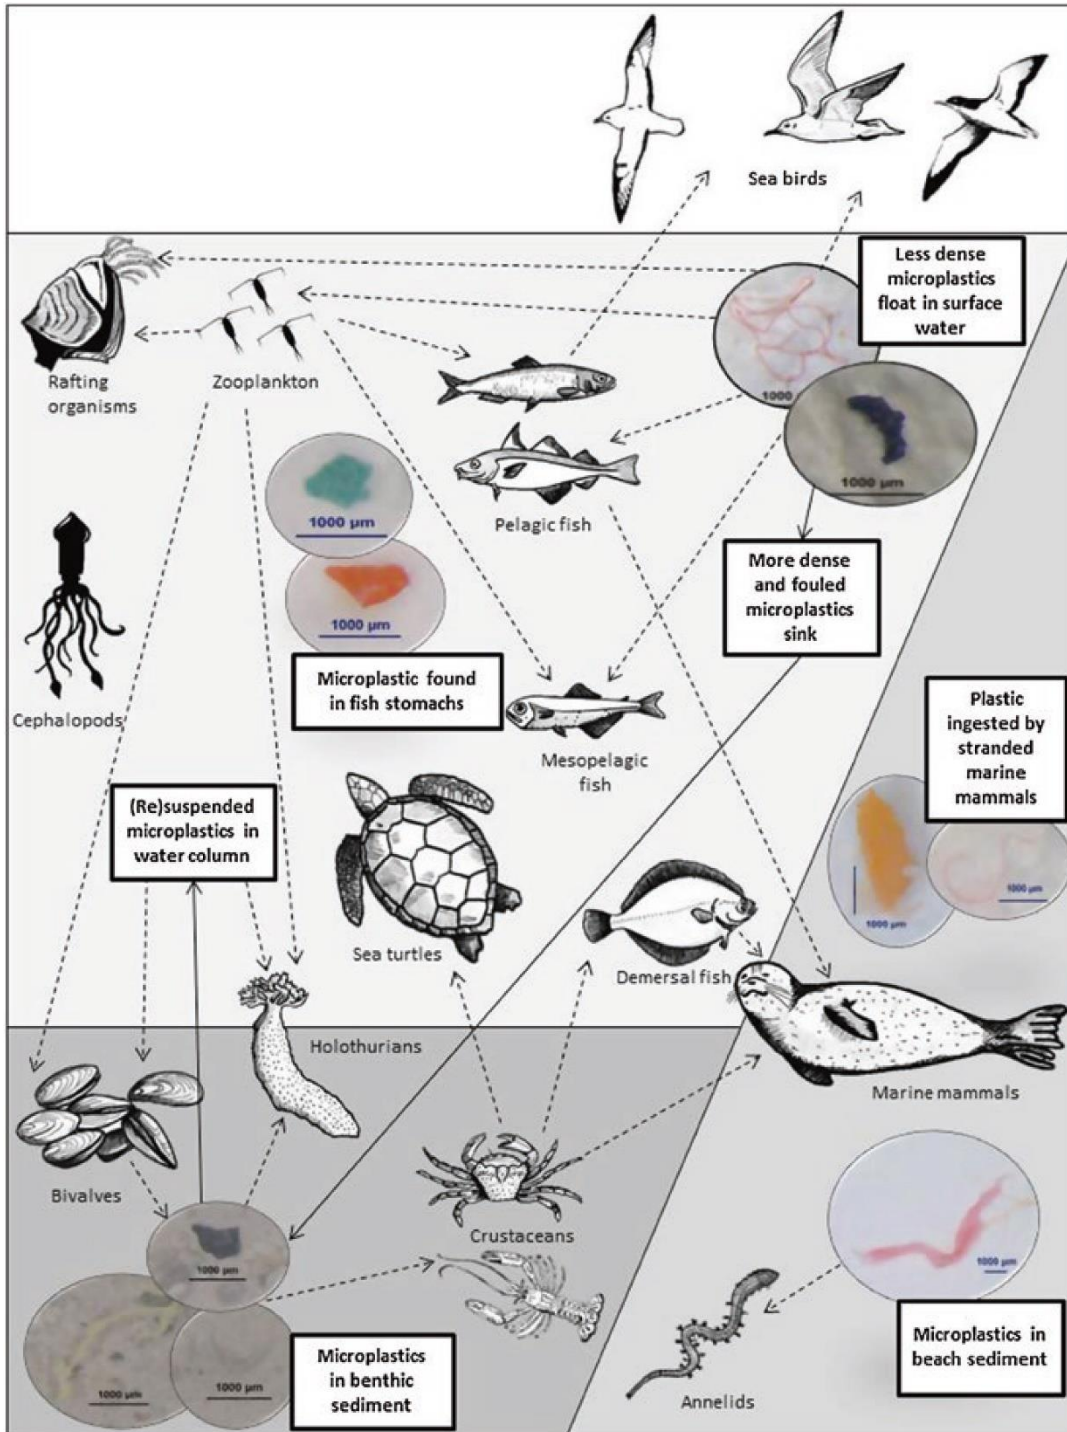 Sea birds
Less dense
microplastics
float in surface
water
Rafting
organisms
Zooplankton
1000
1000 µm
Pelagic fish
1000 µm
1000 µm
More dense
and fouled
microplastics
sink
Microplastic found
in fish stomachs
Cephalopods
Mesopelagic
fish
Plastic
ingested by
stranded
marine
mammals
(Re)suspended
microplastics in
water column
1000 µm
1000 µm
Sea turtles
Demersal fish
Holothurians
Marine mammals
Bivalves
Crustaceans
1000 µm
1000 µm
1000 µm
1000 µm
Microplastics
in benthic
sediment
Annelids
Microplastics in
beach sediment